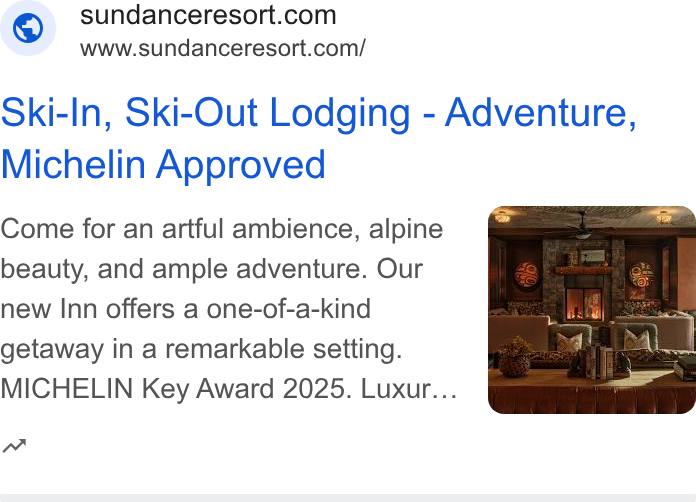 sundanceresort.com
www.sundanceresort.com/
Ski-In, Ski-Out Lodging - Adventure,
Michelin Approved
Come for an artful ambience, alpine
beauty, and ample adventure. Our
new Inn offers a one-of-a-kind
getaway in a remarkable setting.
MICHELIN Key Award 2025. Luxur…